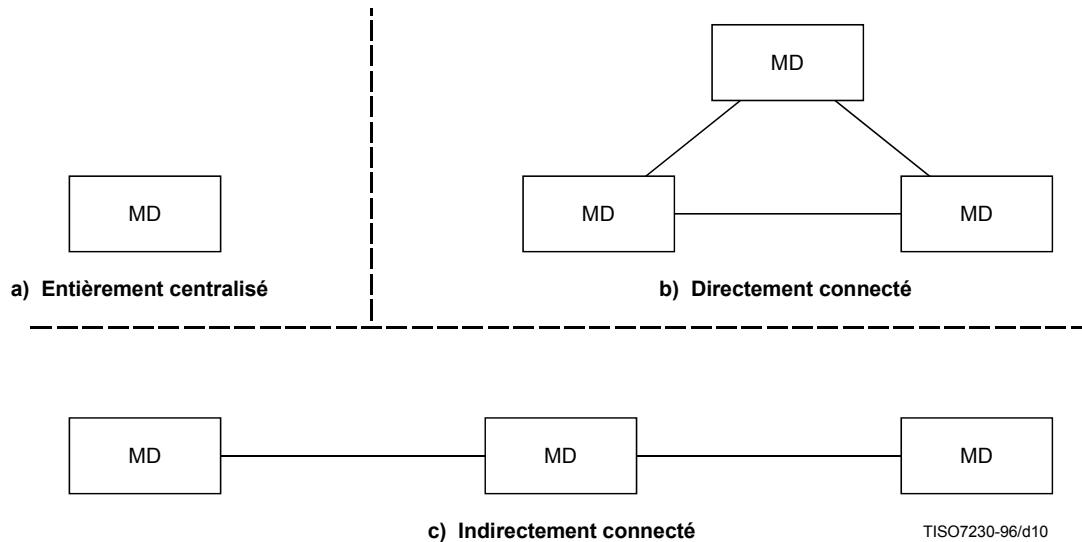 MD
a) Entièrement centralisé
MD
MD
MD
b) Directement connecté
MD
MD
MD
c) Indirectement connecté
TISO7230-96/d10